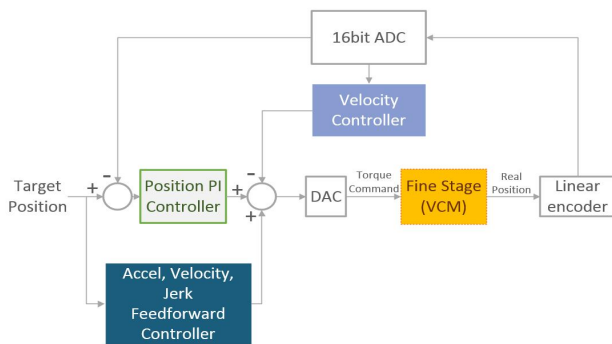 16bit ADC
Velocity
Controller
-
-
Target
Position
+
Position PI
Controller
+
+
DAC
Torque
Command
Fine Stage
(VCM)
Real
Position
Linear
encoder
Accel, Velocity,
Jerk
Feedforward
Controller